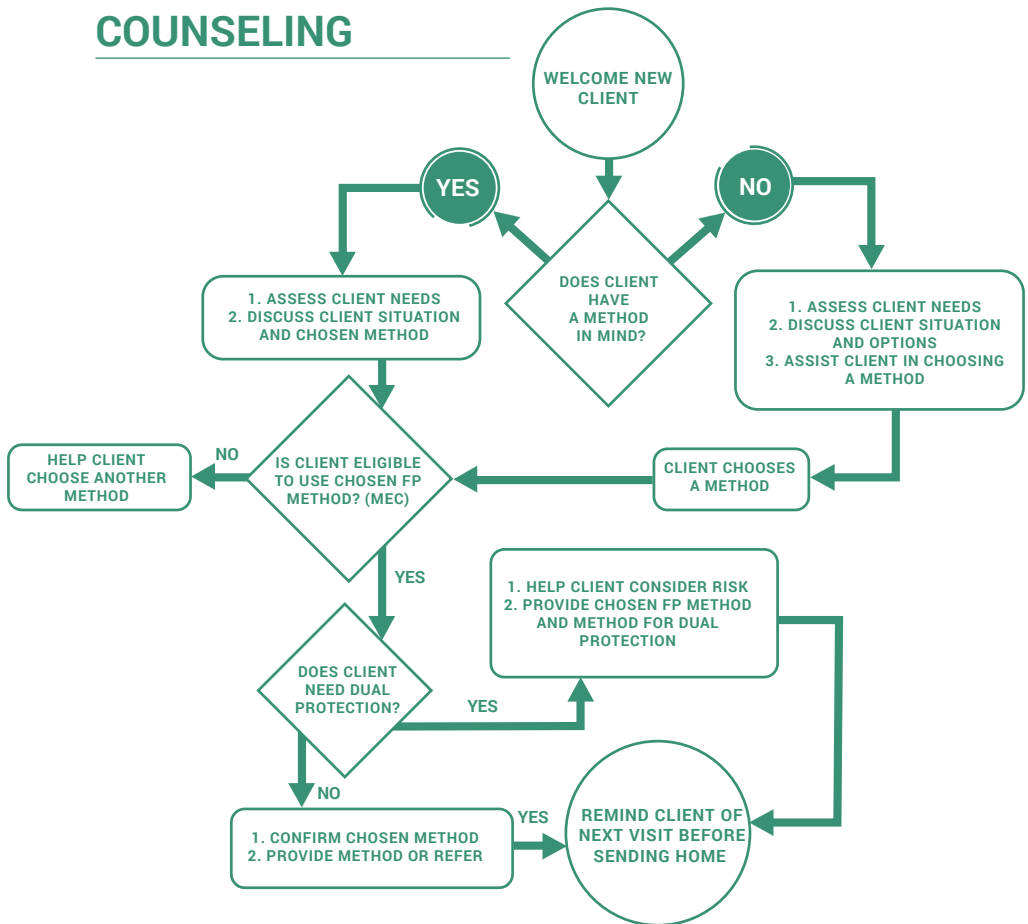 COUNSELING
WELCOME NEW
CLIENT
YES
NO
DOES CLIENT
HAVE
A METHOD
IN MIND?
1. ASSESS CLIENT NEEDS
2. DISCUSS CLIENT SITUATION
AND CHOSEN METHOD
1. ASSESS CLIENT NEEDS
2. DISCUSS CLIENT SITUATION
AND OPTIONS
3. ASSIST CLIENT IN CHOOSING
A METHOD
HELP CLIENT
CHOOSE ANOTHER
METHOD
NO
IS CLIENT ELIGIBLE
TO USE CHOSEN FP
METHOD? (MEC)
CLIENT CHOOSES
A METHOD
YES
1. HELP CLIENT CONSIDER RISK
2. PROVIDE CHOSEN FP METHOD
AND METHOD FOR DUAL
PROTECTION
DOES CLIENT
NEED DUAL
PROTECTION?
YES
NO
1. CONFIRM CHOSEN METHOD
2. PROVIDE METHOD OR REFER
YES
REMIND CLIENT OF
NEXT VISIT BEFORE
SENDING HOME